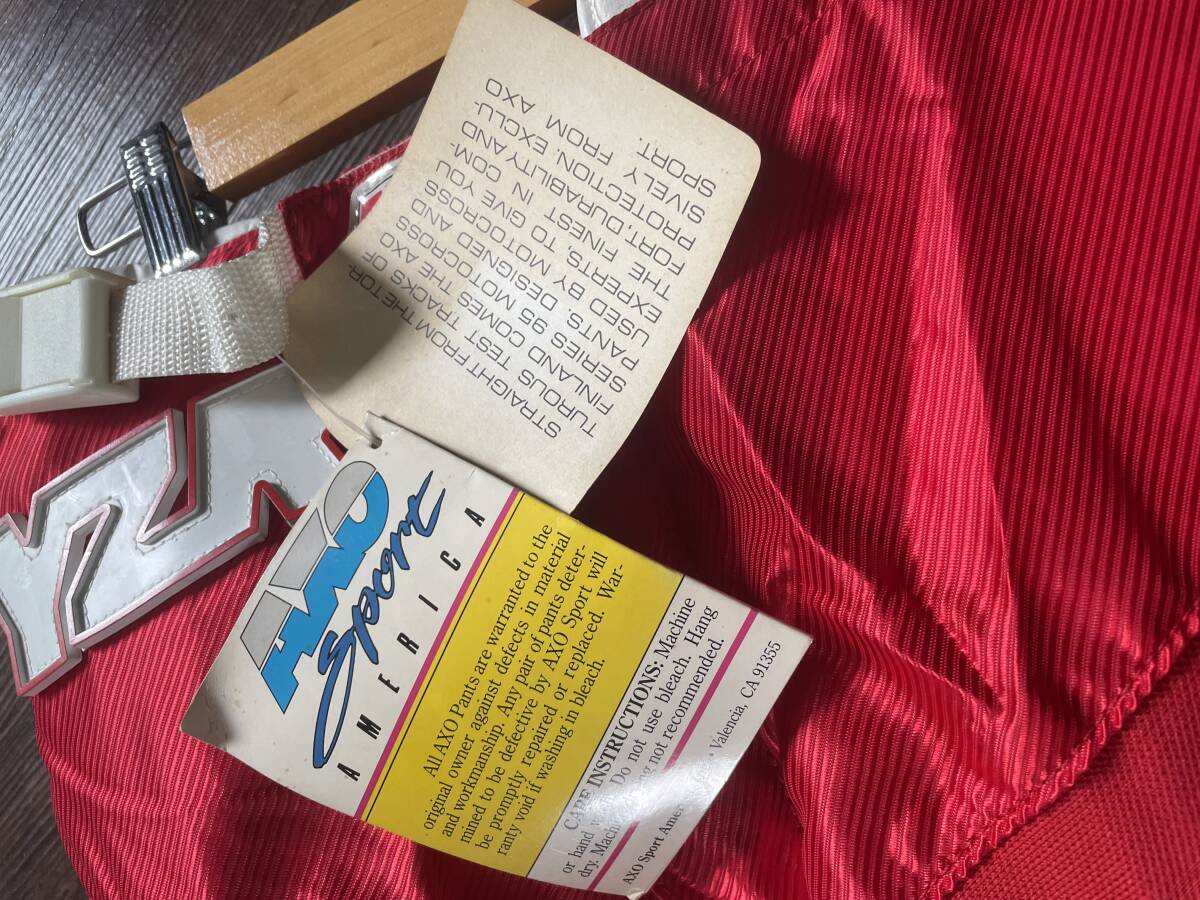 STRAIGHT FROM THE TOR-
TUROUS TEST TRACKS OF
FINLAND COMES THE AXO
SERIES 95 MOTOCROSS
PANTS. DESIGNED AND
USED BY MOTOCROSS
EXPERTS, TO GIVE YOU
THE FINEST IN COM-
FORT, DURABILITY AND
PROTECTION. EXCLU-
SIVELY FROM AXO
SPORT.
AXO
Sport
AMERICA
All AXO Pants are warranted to the
original owner against defects in material
and workmanship. Any pair of pants deter-
mined to be defective by AXO Sport will
be promptly repaired or replaced. War-
ranty void if washing in bleach.
CARE INSTRUCTIONS: Machine
or hand Do not use bleach. Hang
dry. not recommended.
AXO Sport Valencia, CA 91355